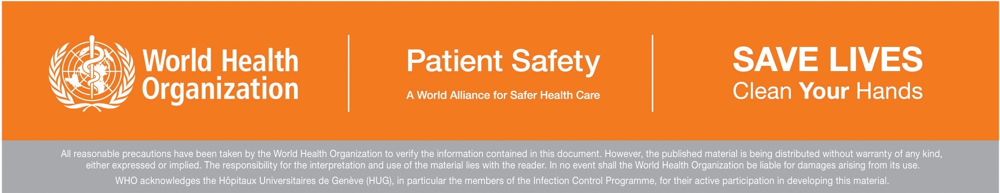 World Health
Organization
Patient Safety
A World Alliance for Safer Health Care
SAVE LIVES
Clean Your Hands
All reasonable precautions have been taken by the World Health Organization to verify the information contained in this document. However, the published material is being distributed without warranty of any kind,
either expressed or implied. The responsibility for the interpretation and use of the material lies with the reader. In no event shall the World Health Organization be liable for damages arising from its use.
WHO acknowledges the Hôpitaux Universitaires de Genève (HUG), in particular the members of the Infection Control Programme, for their active participation in developing this material.